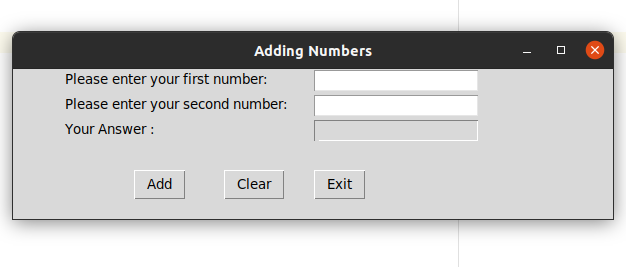 Adding Numbers
Please enter your first number:
Please enter your second number:
Your Answer :
Add Clear Exit